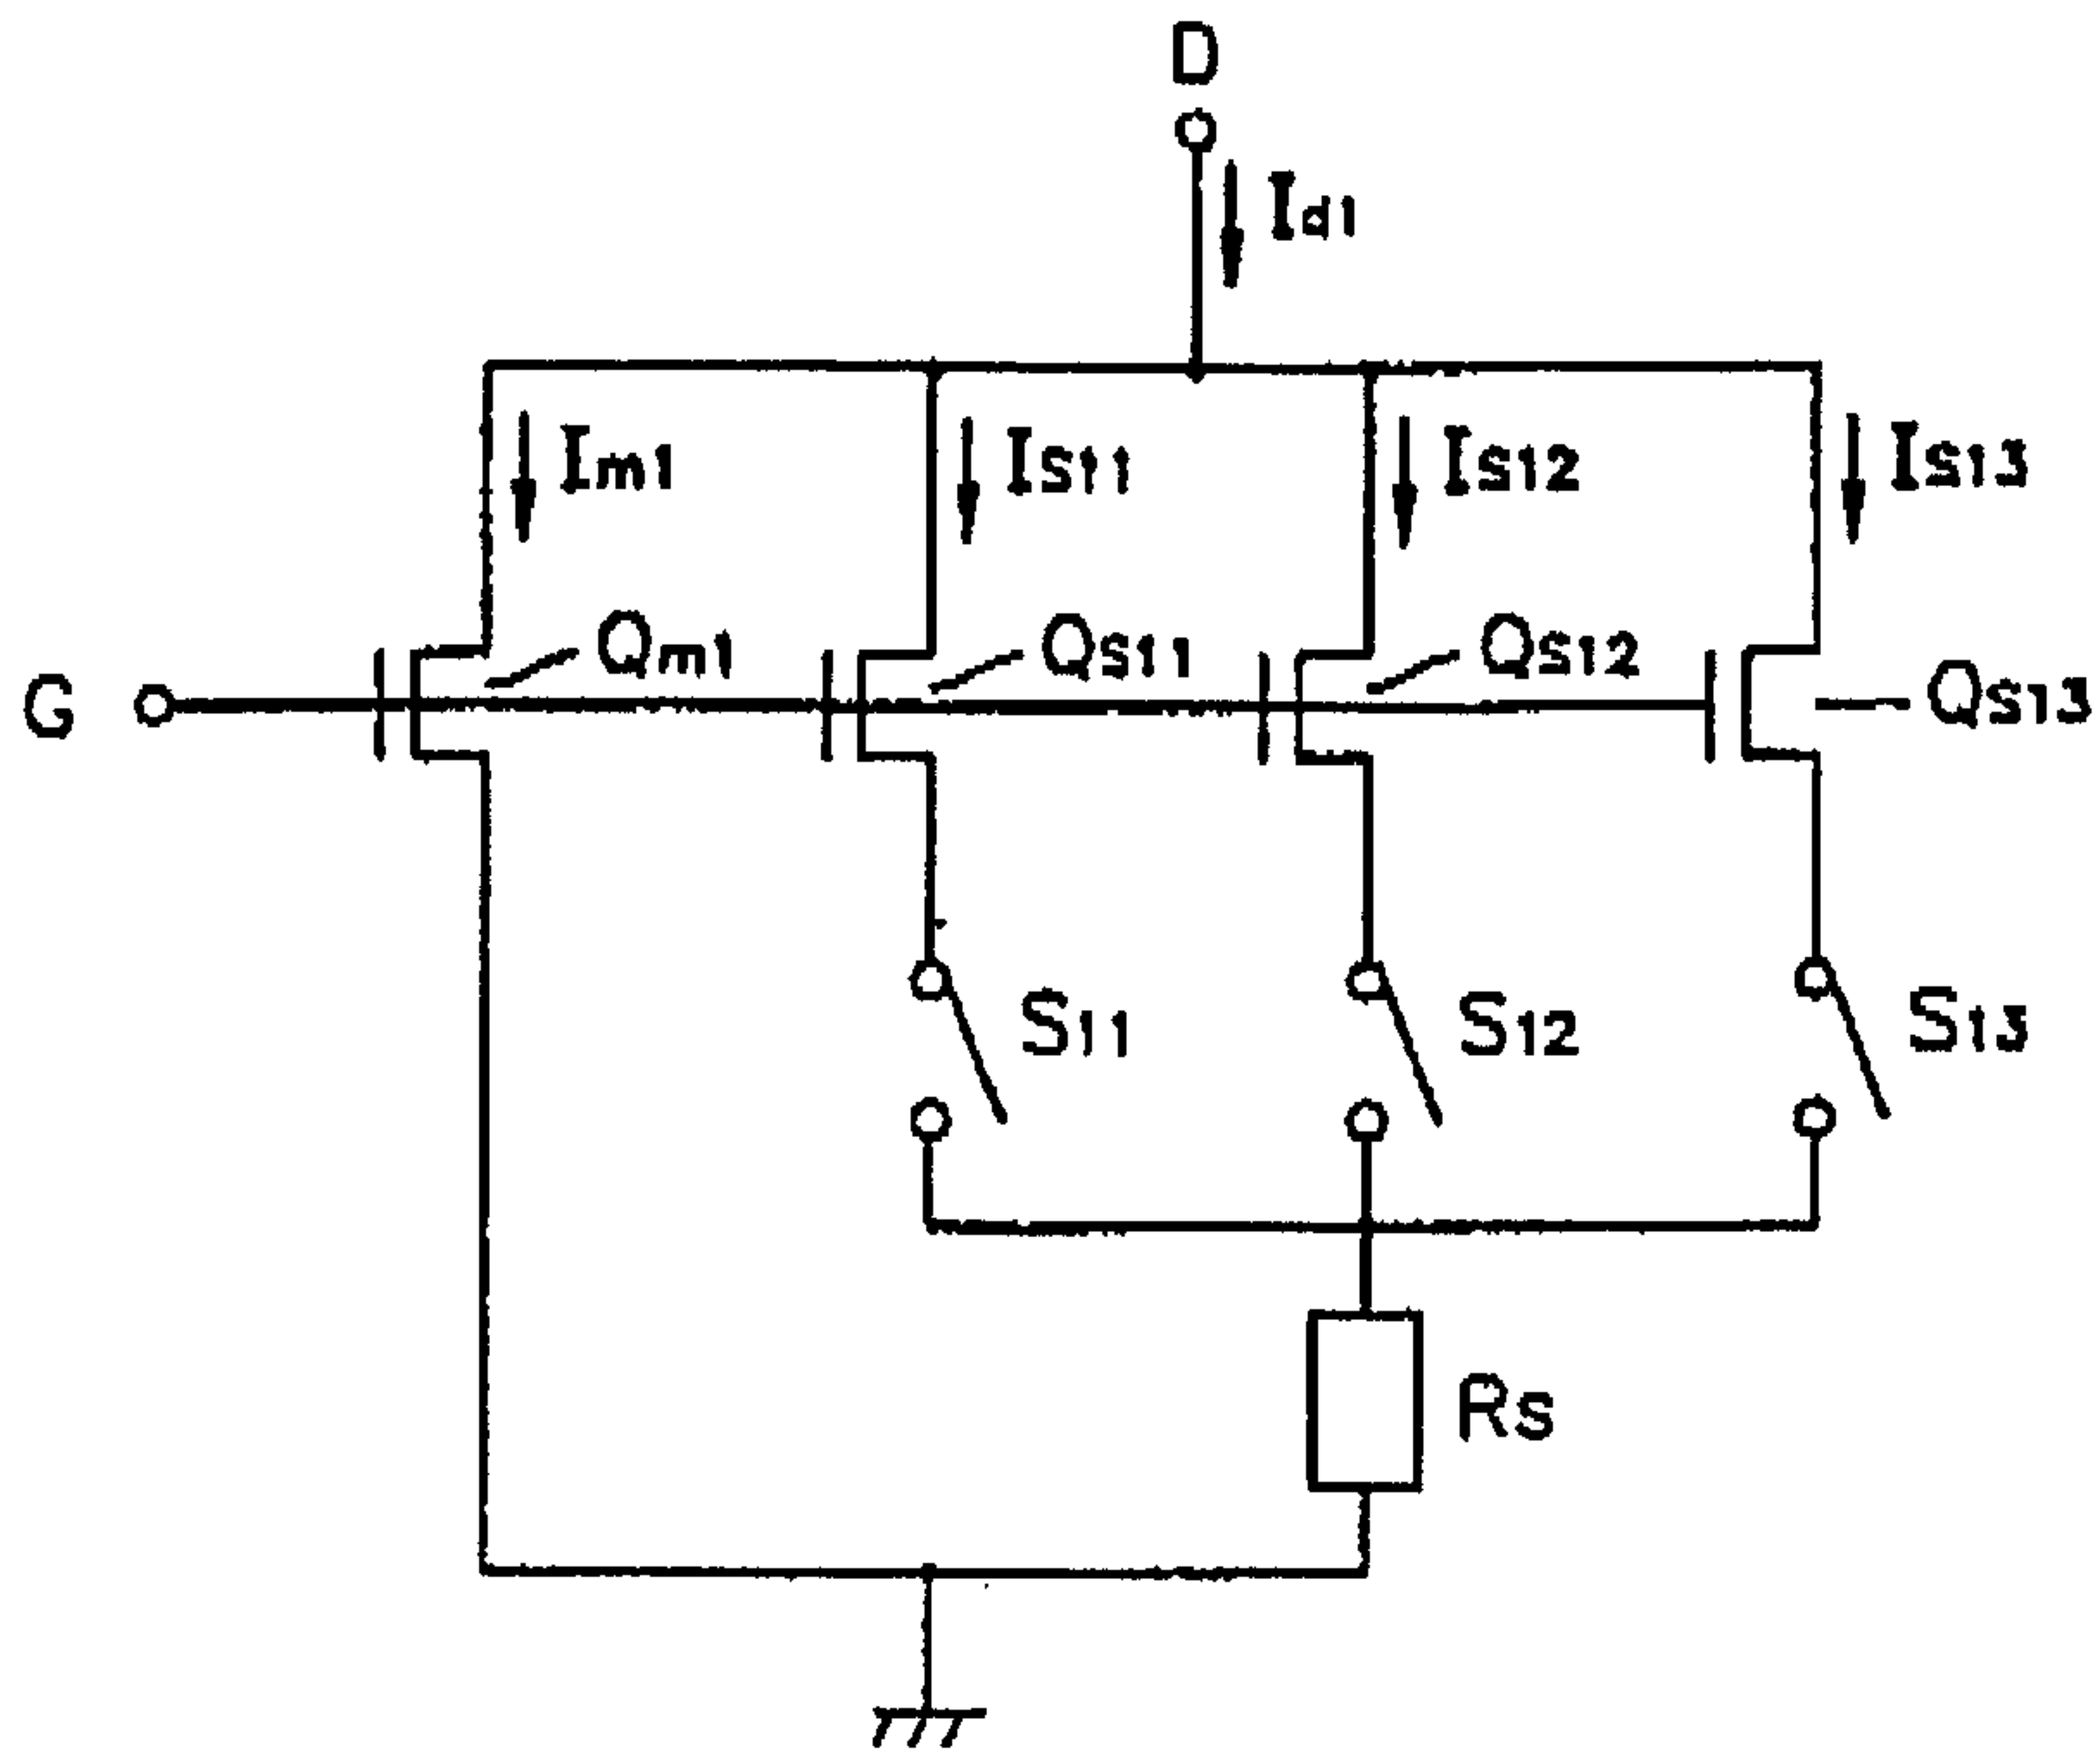 D
Id1
Im1
Is11
Is12
Is13
Qm1
Qs11
Qs12
G
Qs13
S11
S12
S13
Rs